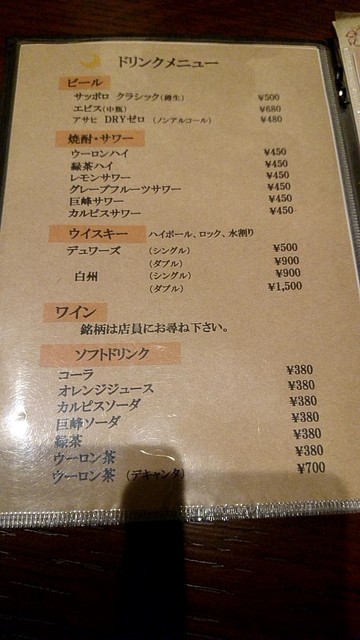 ドリンクメニュー
ビール
サッポロ クラシック(樽生) ¥500
エビス(中瓶) ¥680
アサヒ DRYゼロ (ノンアルコール) ¥480
焼酎・サワー
ウーロンハイ ¥450
緑茶ハイ ¥450
レモンサワー ¥450
グレープフルーツサワー ¥450
巨峰サワー ¥450
カルピスサワー ¥450
ウイスキー ハイボール、ロック、水割り
デュワーズ (シングル) ¥500
(ダブル) ¥900
白州 (シングル) ¥900
(ダブル) ¥1,500
ワイン
銘柄は店員にお尋ね下さい。
ソフトドリンク
コーラ ¥380
オレンジジュース ¥380
カルピスソーダ ¥380
巨峰ソーダ ¥380
緑茶 ¥380
ウーロン茶 ¥380
ウーロン茶 (デキャンタ) ¥700